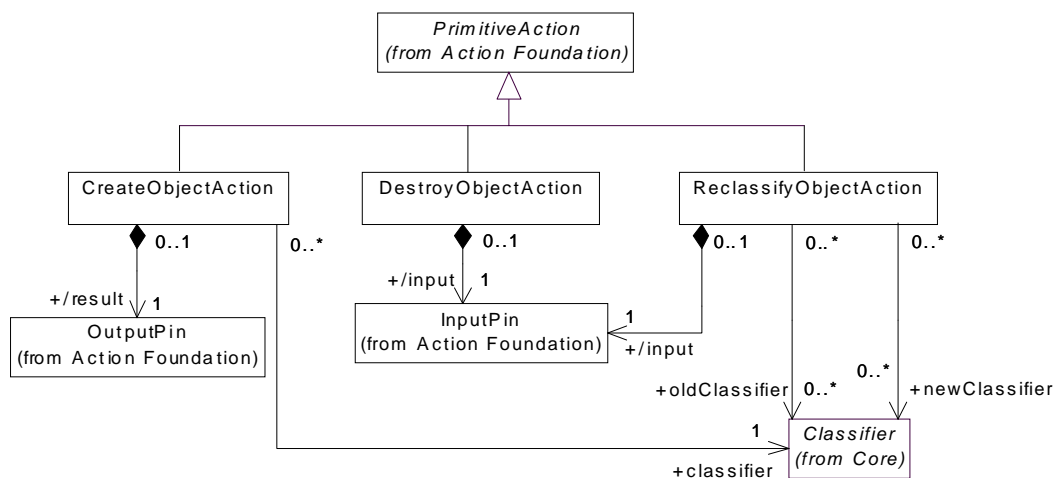 PrimitiveAction
(from Action Foundation)
CreateObjectAction
DestroyObjectAction
ReclassifyObjectAction
0..1
0..*
0..1
0..1
0..*
0..*
+/result
1
+/input
1
1
+/input
OutputPin
(from Action Foundation)
InputPin
(from Action Foundation)
+oldClassifier
0..*
0..*
+newClassifier
1
+classifier
Classifier
(from Core)